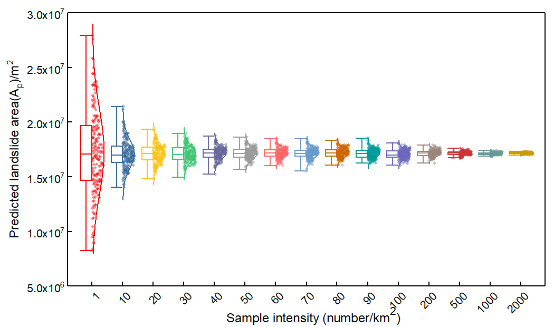 Predicted landslide area(Aₚ)/m²
3.0x10⁷
2.5x10⁷
2.0x10⁷
1.5x10⁷
1.0x10⁷
5.0x10⁶
1 10 20 30 40 50 60 70 80 90 100 200 500 1000 2000
Sample intensity (number/km²)